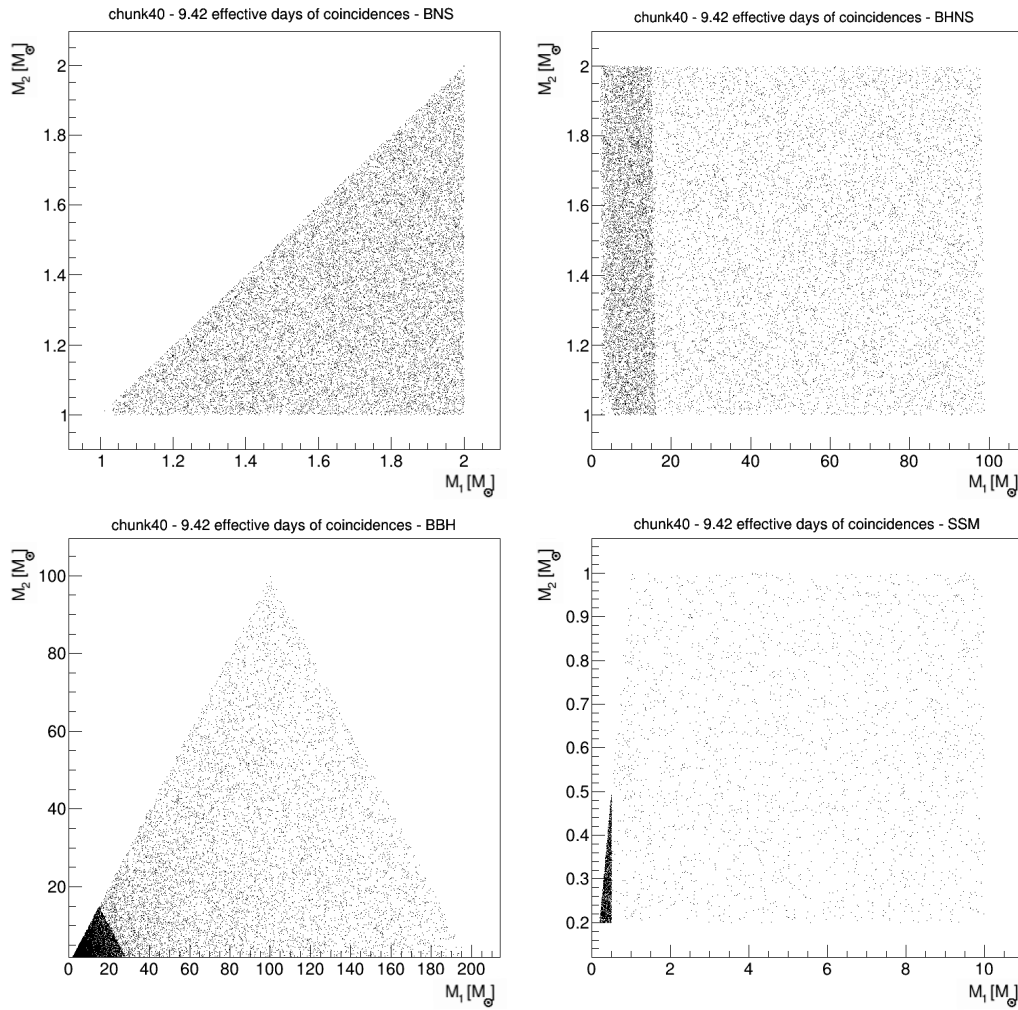 chunk40 - 9.42 effective days of coincidences - BNS
M₂ [M☉]
2
1.8
1.6
1.4
1.2
1
1 1.2 1.4 1.6 1.8 2
M₁ [M☉]
chunk40 - 9.42 effective days of coincidences - BHNS
M₂ [M☉]
2
1.8
1.6
1.4
1.2
1
0 20 40 60 80 100
M₁ [M☉]
chunk40 - 9.42 effective days of coincidences - BBH
M₂ [M☉]
100
80
60
40
20
0 20 40 60 80 100 120 140 160 180 200
M₁ [M☉]
chunk40 - 9.42 effective days of coincidences - SSM
M₂ [M☉]
1
0.9
0.8
0.7
0.6
0.5
0.4
0.3
0.2
0 2 4 6 8 10
M₁ [M☉]